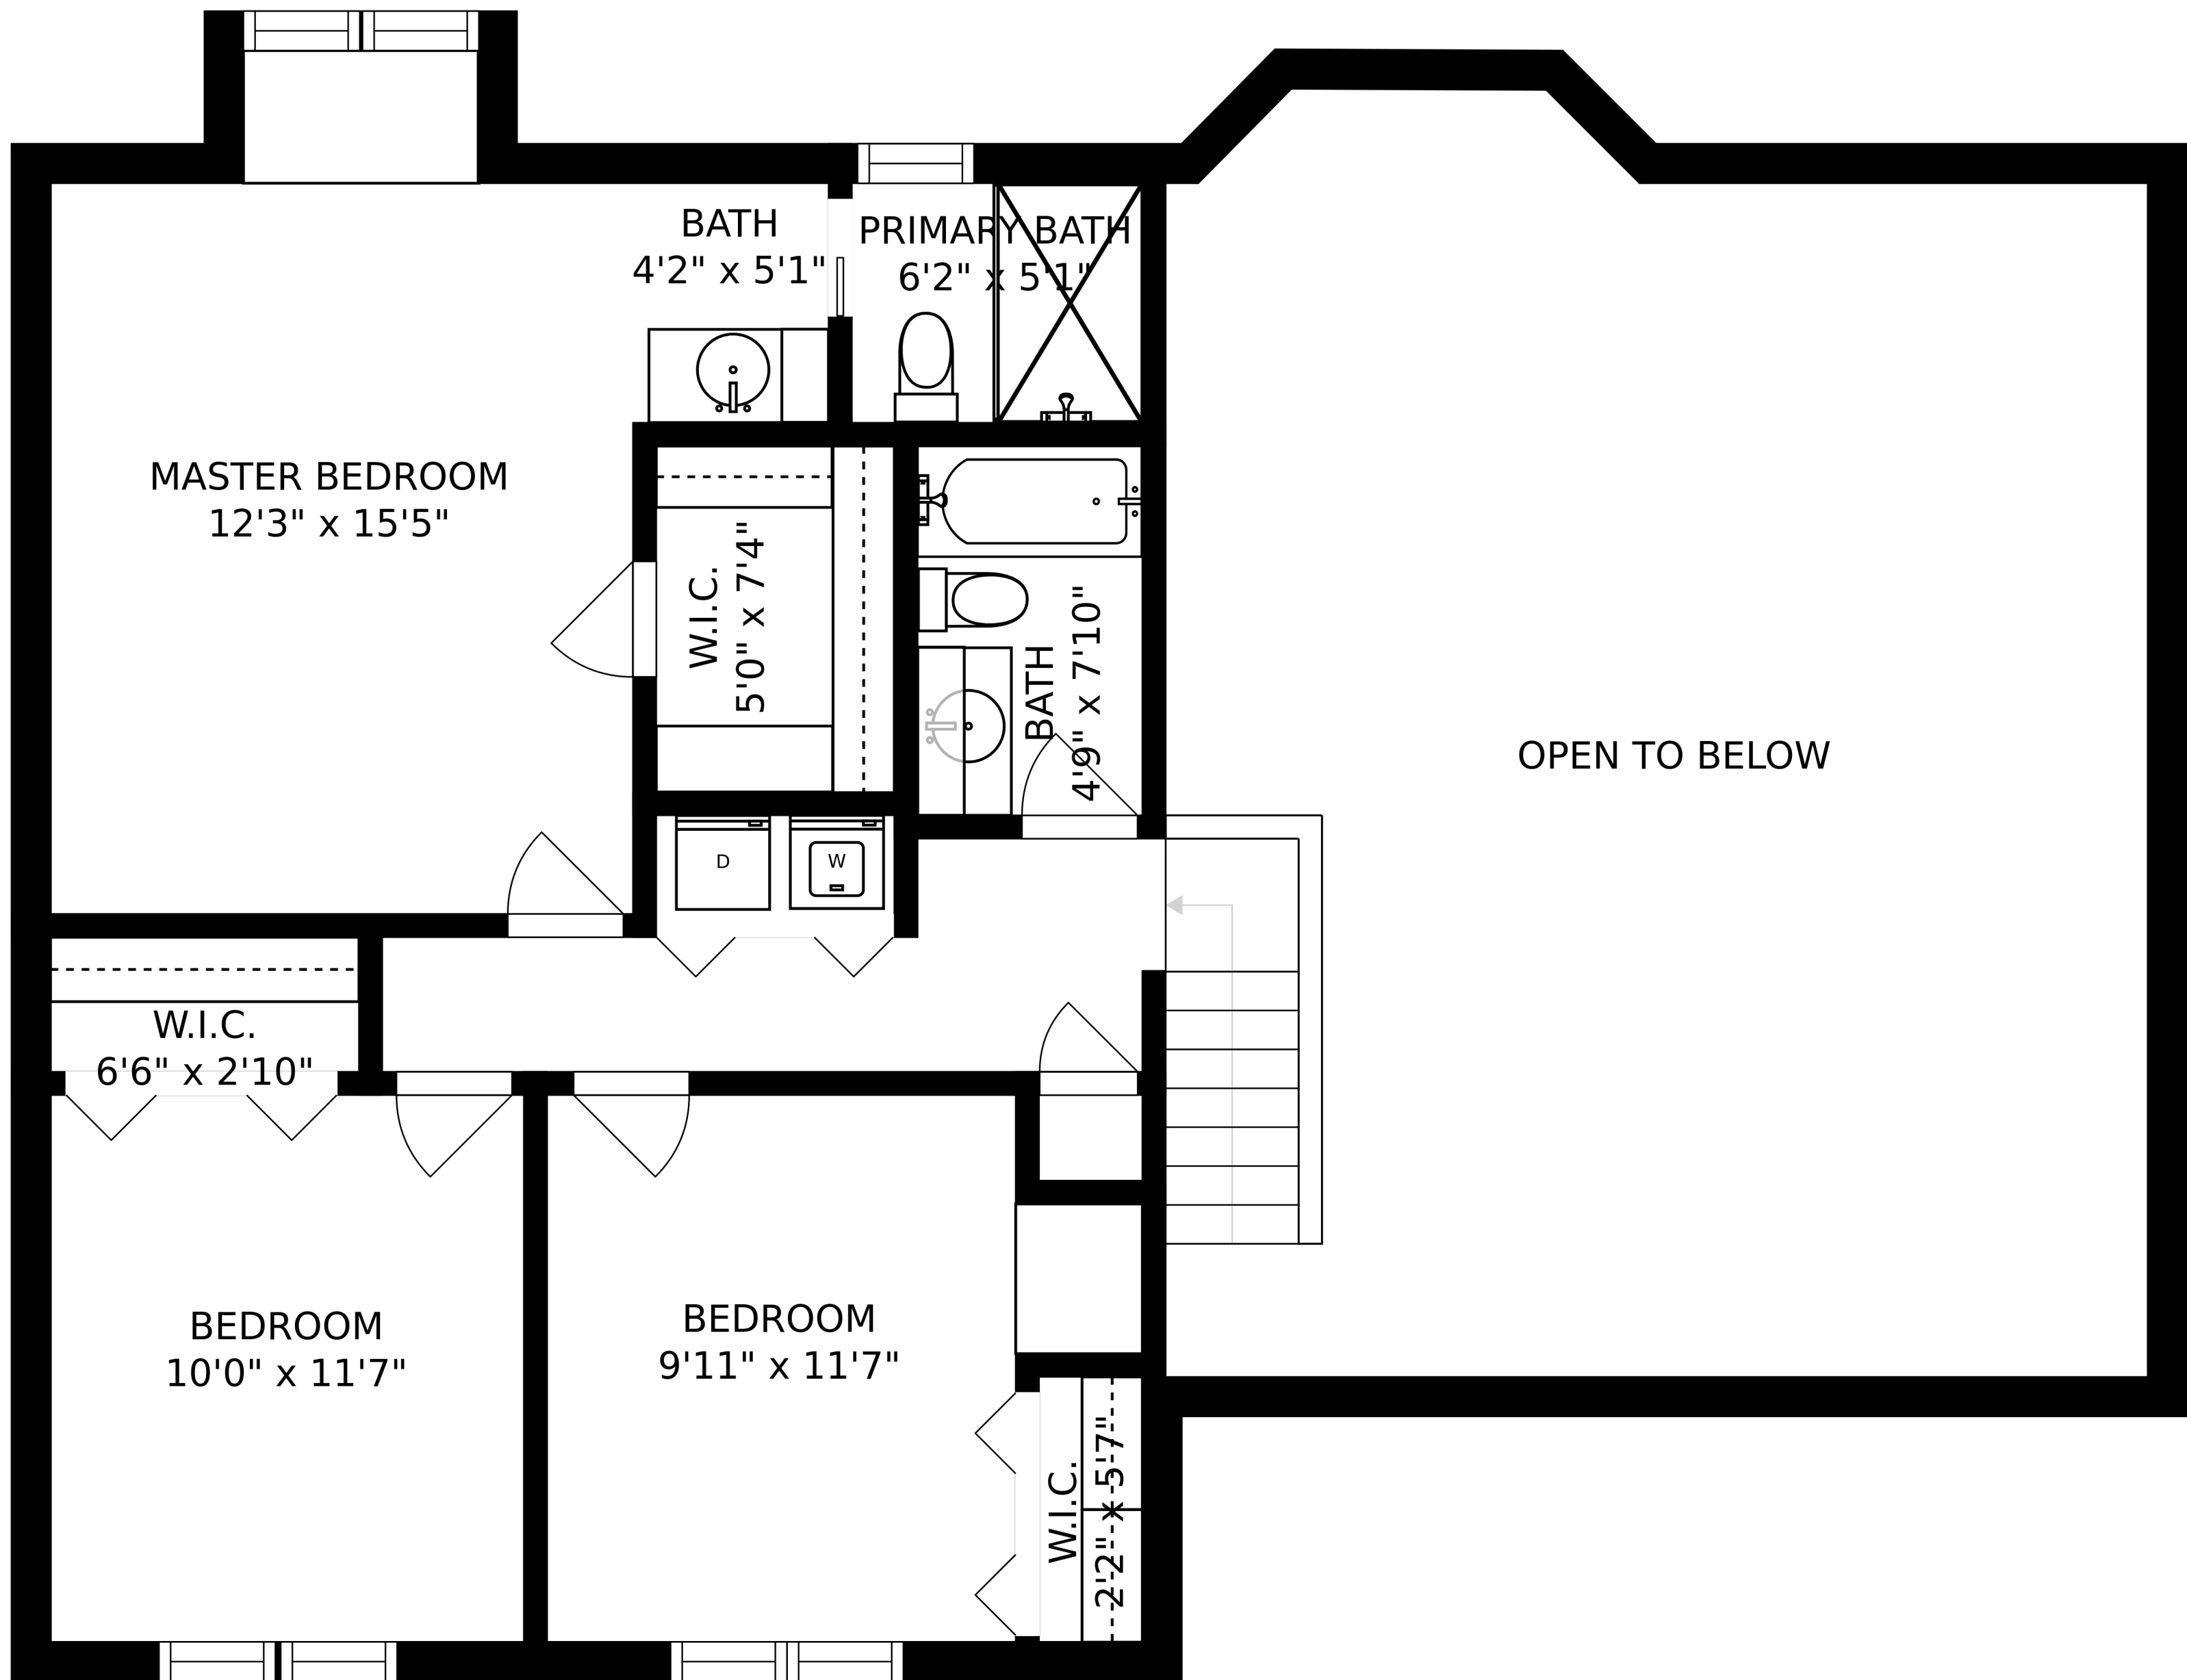 BATH
4'2" x 5'1"
PRIMARY BATH
6'2" x 5'1"
MASTER BEDROOM
12'3" x 15'5"
W.I.C.
5'0" x 7'4"
BATH
4'9" x 7'10"
OPEN TO BELOW
D
W
W.I.C.
6'6" x 2'10"
BEDROOM
10'0" x 11'7"
BEDROOM
9'11" x 11'7"
W.I.C.
2'2" x 5'7"